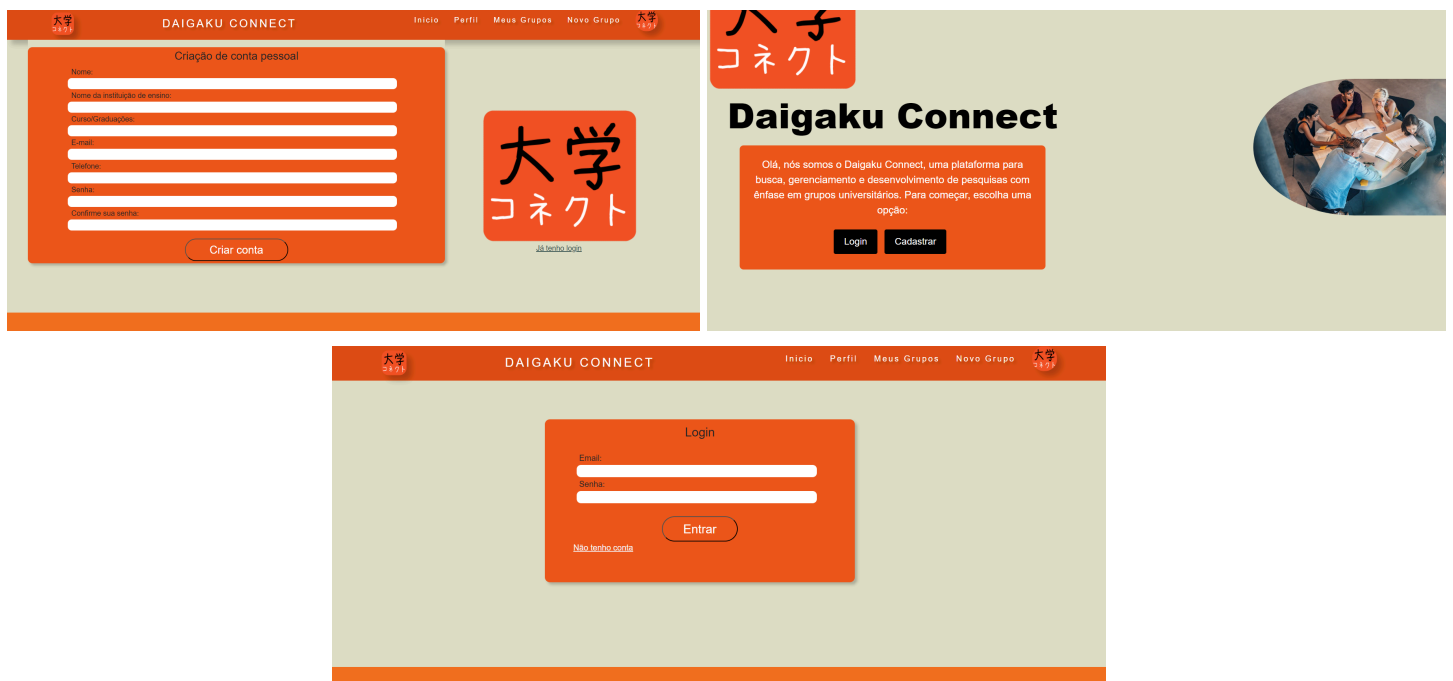 大学
コネクト
DAIGAKU CONNECT
Inicio Perfil Meus Grupos Novo Grupo
大学
コネクト
Criação de conta pessoal
Nome:
Nome da instituição de ensino:
Curso/Graduações:
E-mail:
Telefone:
Senha:
Confirme sua senha:
Criar conta
大学
コネクト
Já tenho login
大学
コネクト
Daigaku Connect
Olá, nós somos o Daigaku Connect, uma plataforma para
busca, gerenciamento e desenvolvimento de pesquisas com
ênfase em grupos universitários. Para começar, escolha uma
opção:
Login Cadastrar
大学
コネクト
DAIGAKU CONNECT
Inicio Perfil Meus Grupos Novo Grupo
大学
コネクト
Login
Email:
Senha:
Entrar
Não tenho conta